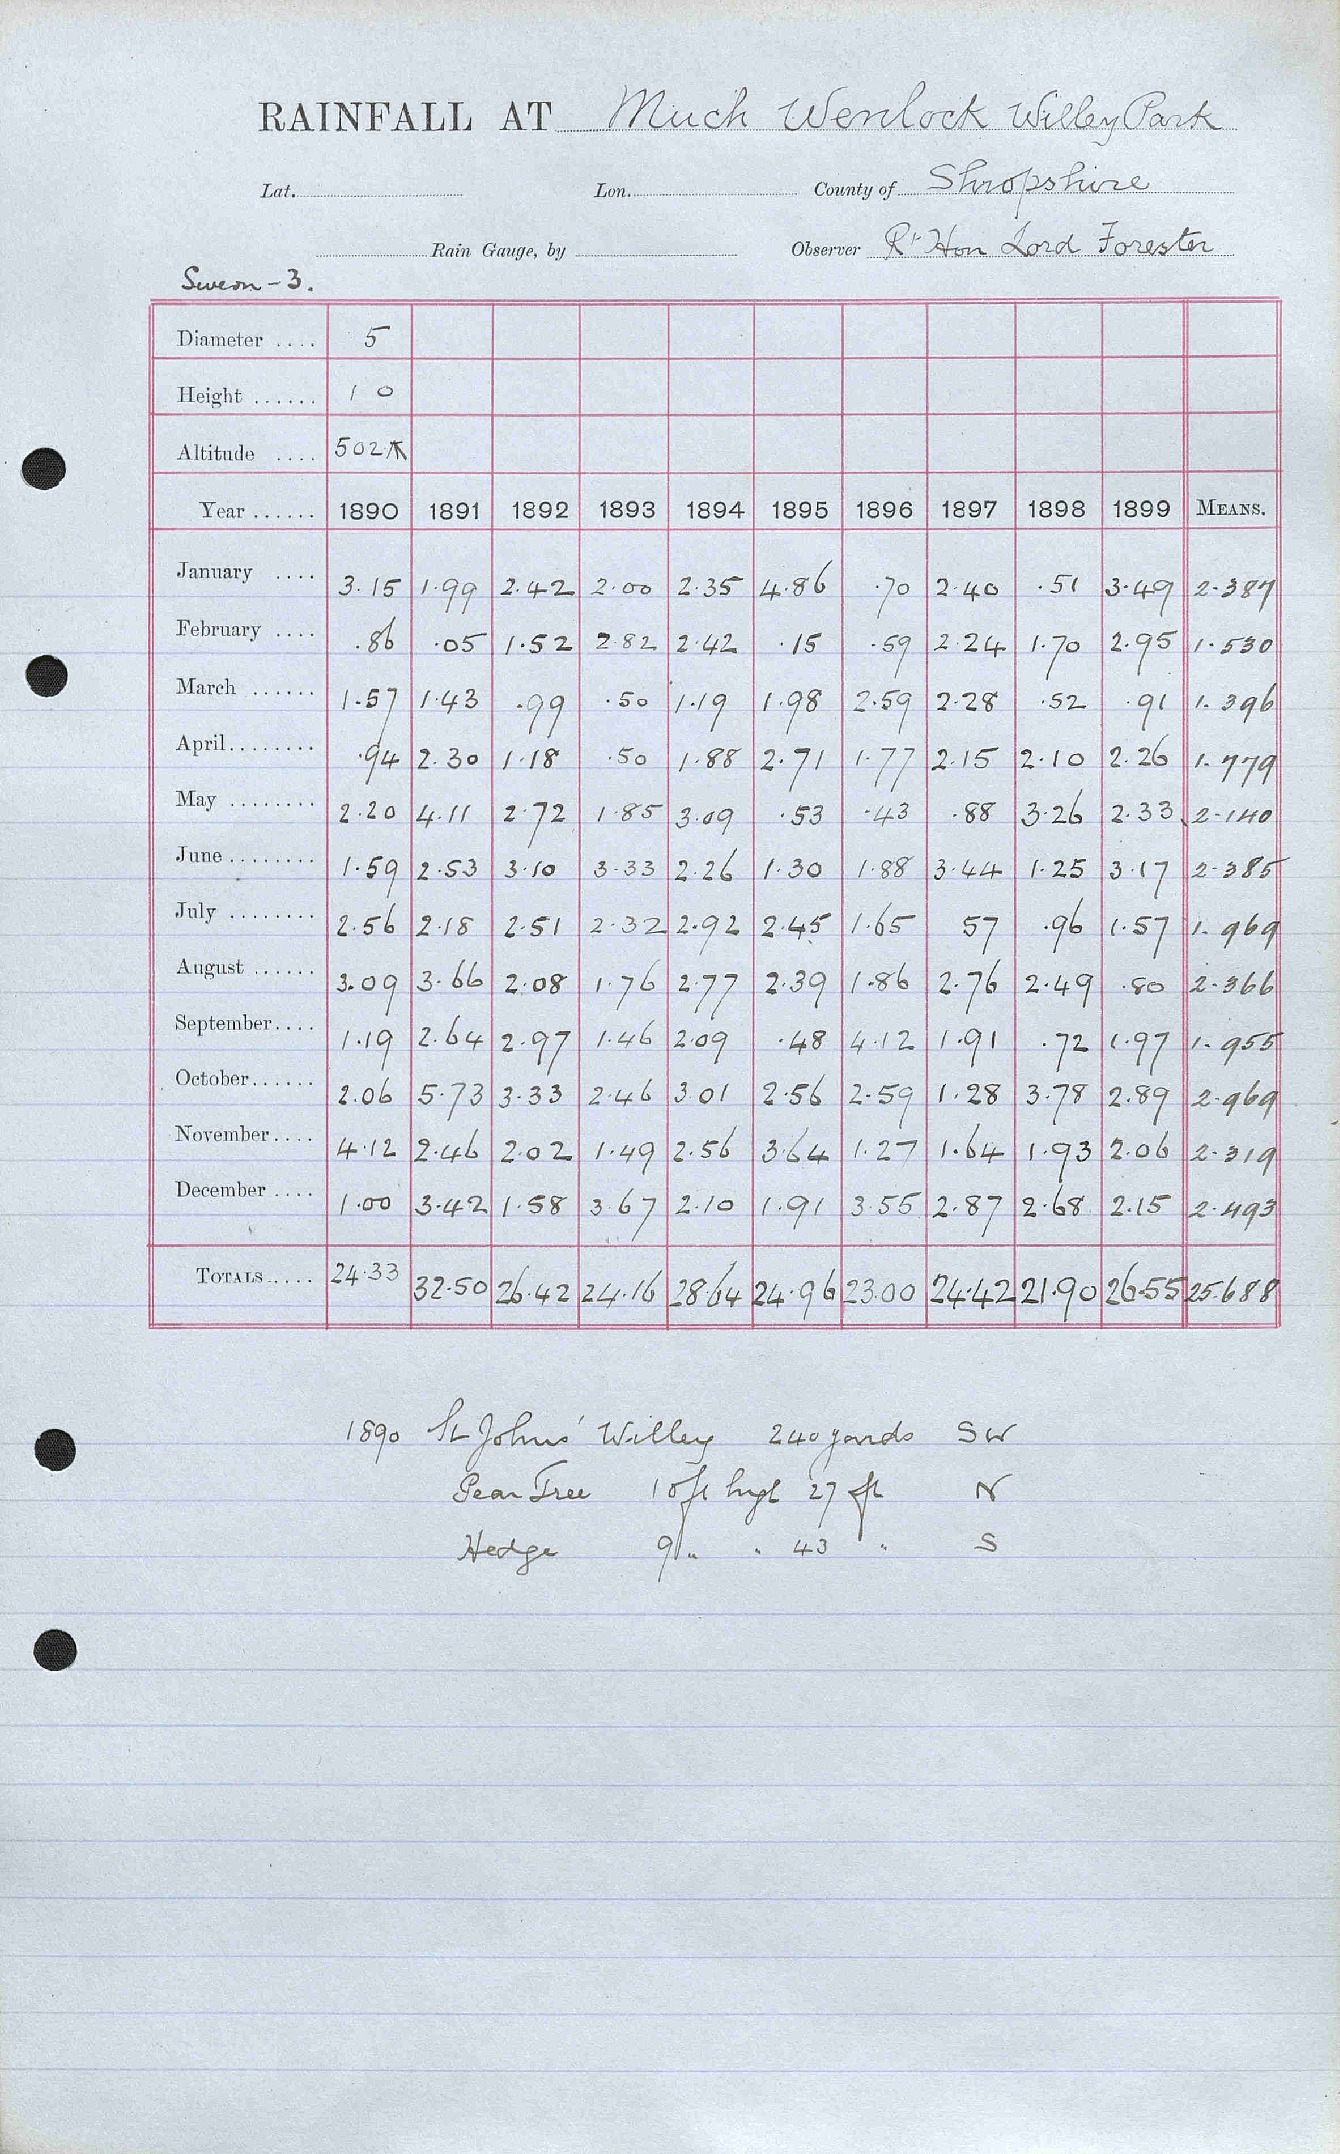 RAINFALL AT Much Wenlock Willey Park
Lat. Lon. County of Shropshire
Rain Gauge, by Observer Rt Hon Lord Forester
Severn - 3.
Diameter .... 5
Height ...... 1 0
Altitude .... 502
Year ...... 1890 1891 1892 1893 1894 1895 1896 1897 1898 1899 MEANS.
January .... 3.15 1.99 2.42 2.00 2.35 4.86 .70 2.40 .51 3.49 2.387
February .... .86 .05 1.52 2.82 2.42 .15 .59 2.24 1.70 2.95 1.530
March ...... 1.57 1.43 .99 .50 1.19 1.98 2.59 2.28 .52 .91 1.396
April........ .94 2.30 1.18 .50 1.88 2.71 1.77 2.15 2.10 2.26 1.779
May ........ 2.20 4.11 2.72 1.85 3.09 .53 .43 .88 3.26 2.33 2.140
June ........ 1.59 2.53 3.10 3.33 2.26 1.30 1.88 3.44 1.25 3.17 2.385
July ........ 2.56 2.18 2.51 2.32 2.92 2.45 1.65 57 .96 1.57 1.969
August ...... 3.09 3.66 2.08 1.76 2.77 2.39 1.86 2.76 2.49 .80 2.366
September.... 1.19 2.64 2.97 1.46 2.09 .48 4.12 1.91 .72 1.97 1.955
October...... 2.06 5.73 3.33 2.46 3.01 2.56 2.59 1.28 3.78 2.89 2.969
November.... 4.12 2.46 2.02 1.49 2.56 3.64 1.27 1.64 1.93 2.06 2.319
December .... 1.00 3.42 1.58 3.67 2.10 1.91 3.55 2.87 2.68 2.15 2.493
TOTALS.... 24.33 32.50 26.42 24.16 28.64 24.96 23.00 24.42 21.90 26.55 25.688
1890 St Johns' Willey 240 yards SW
Pear Tree 10 ft high 27 ft N
Hedge 9 " " 43 " S